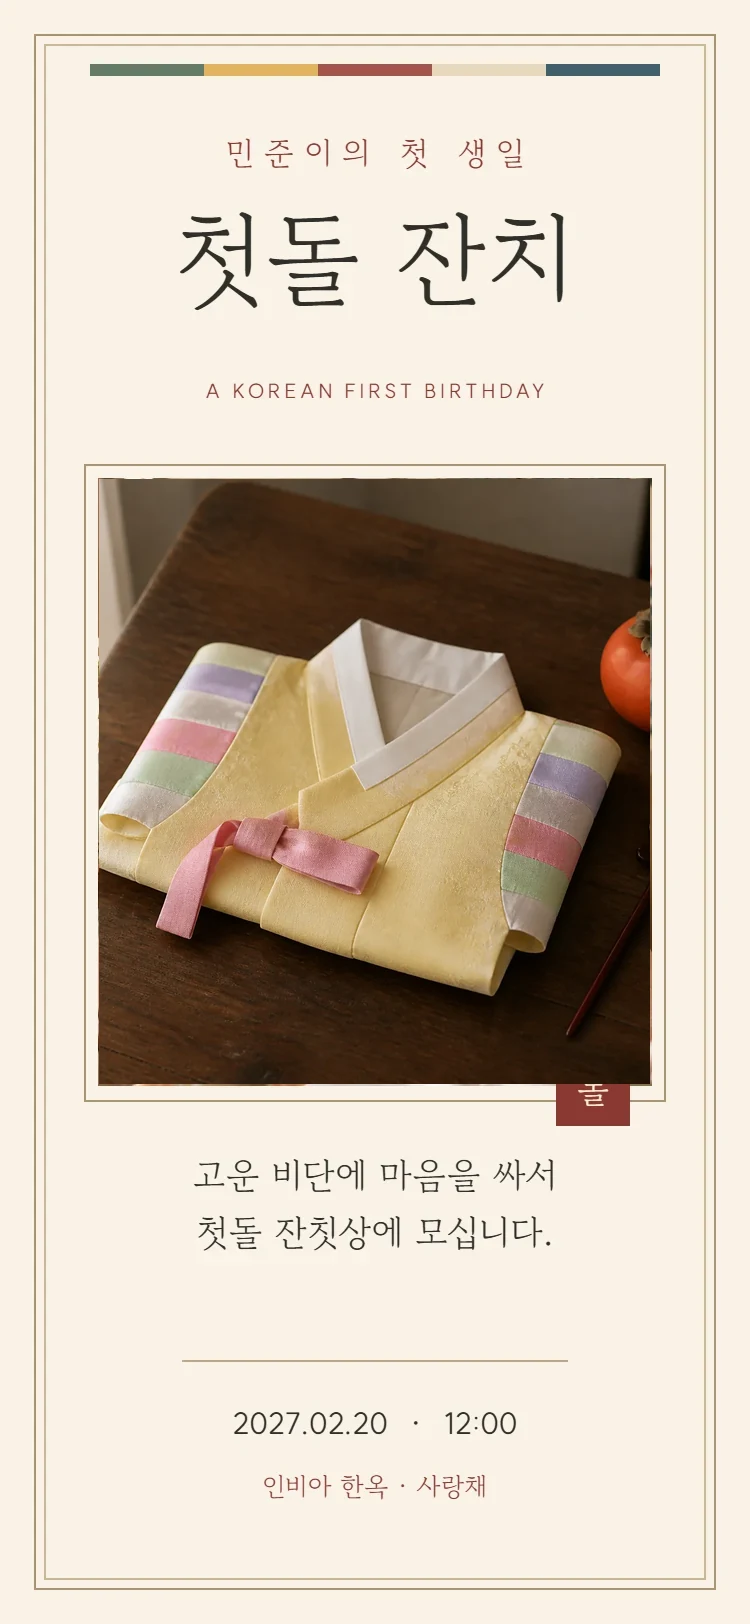 민준이의 첫 생일
첫돌 잔치
A KOREAN FIRST BIRTHDAY
돌
고운 비단에 마음을 싸서
첫돌 잔칫상에 모십니다.
2027.02.20 · 12:00
인비아 한옥 · 사랑채